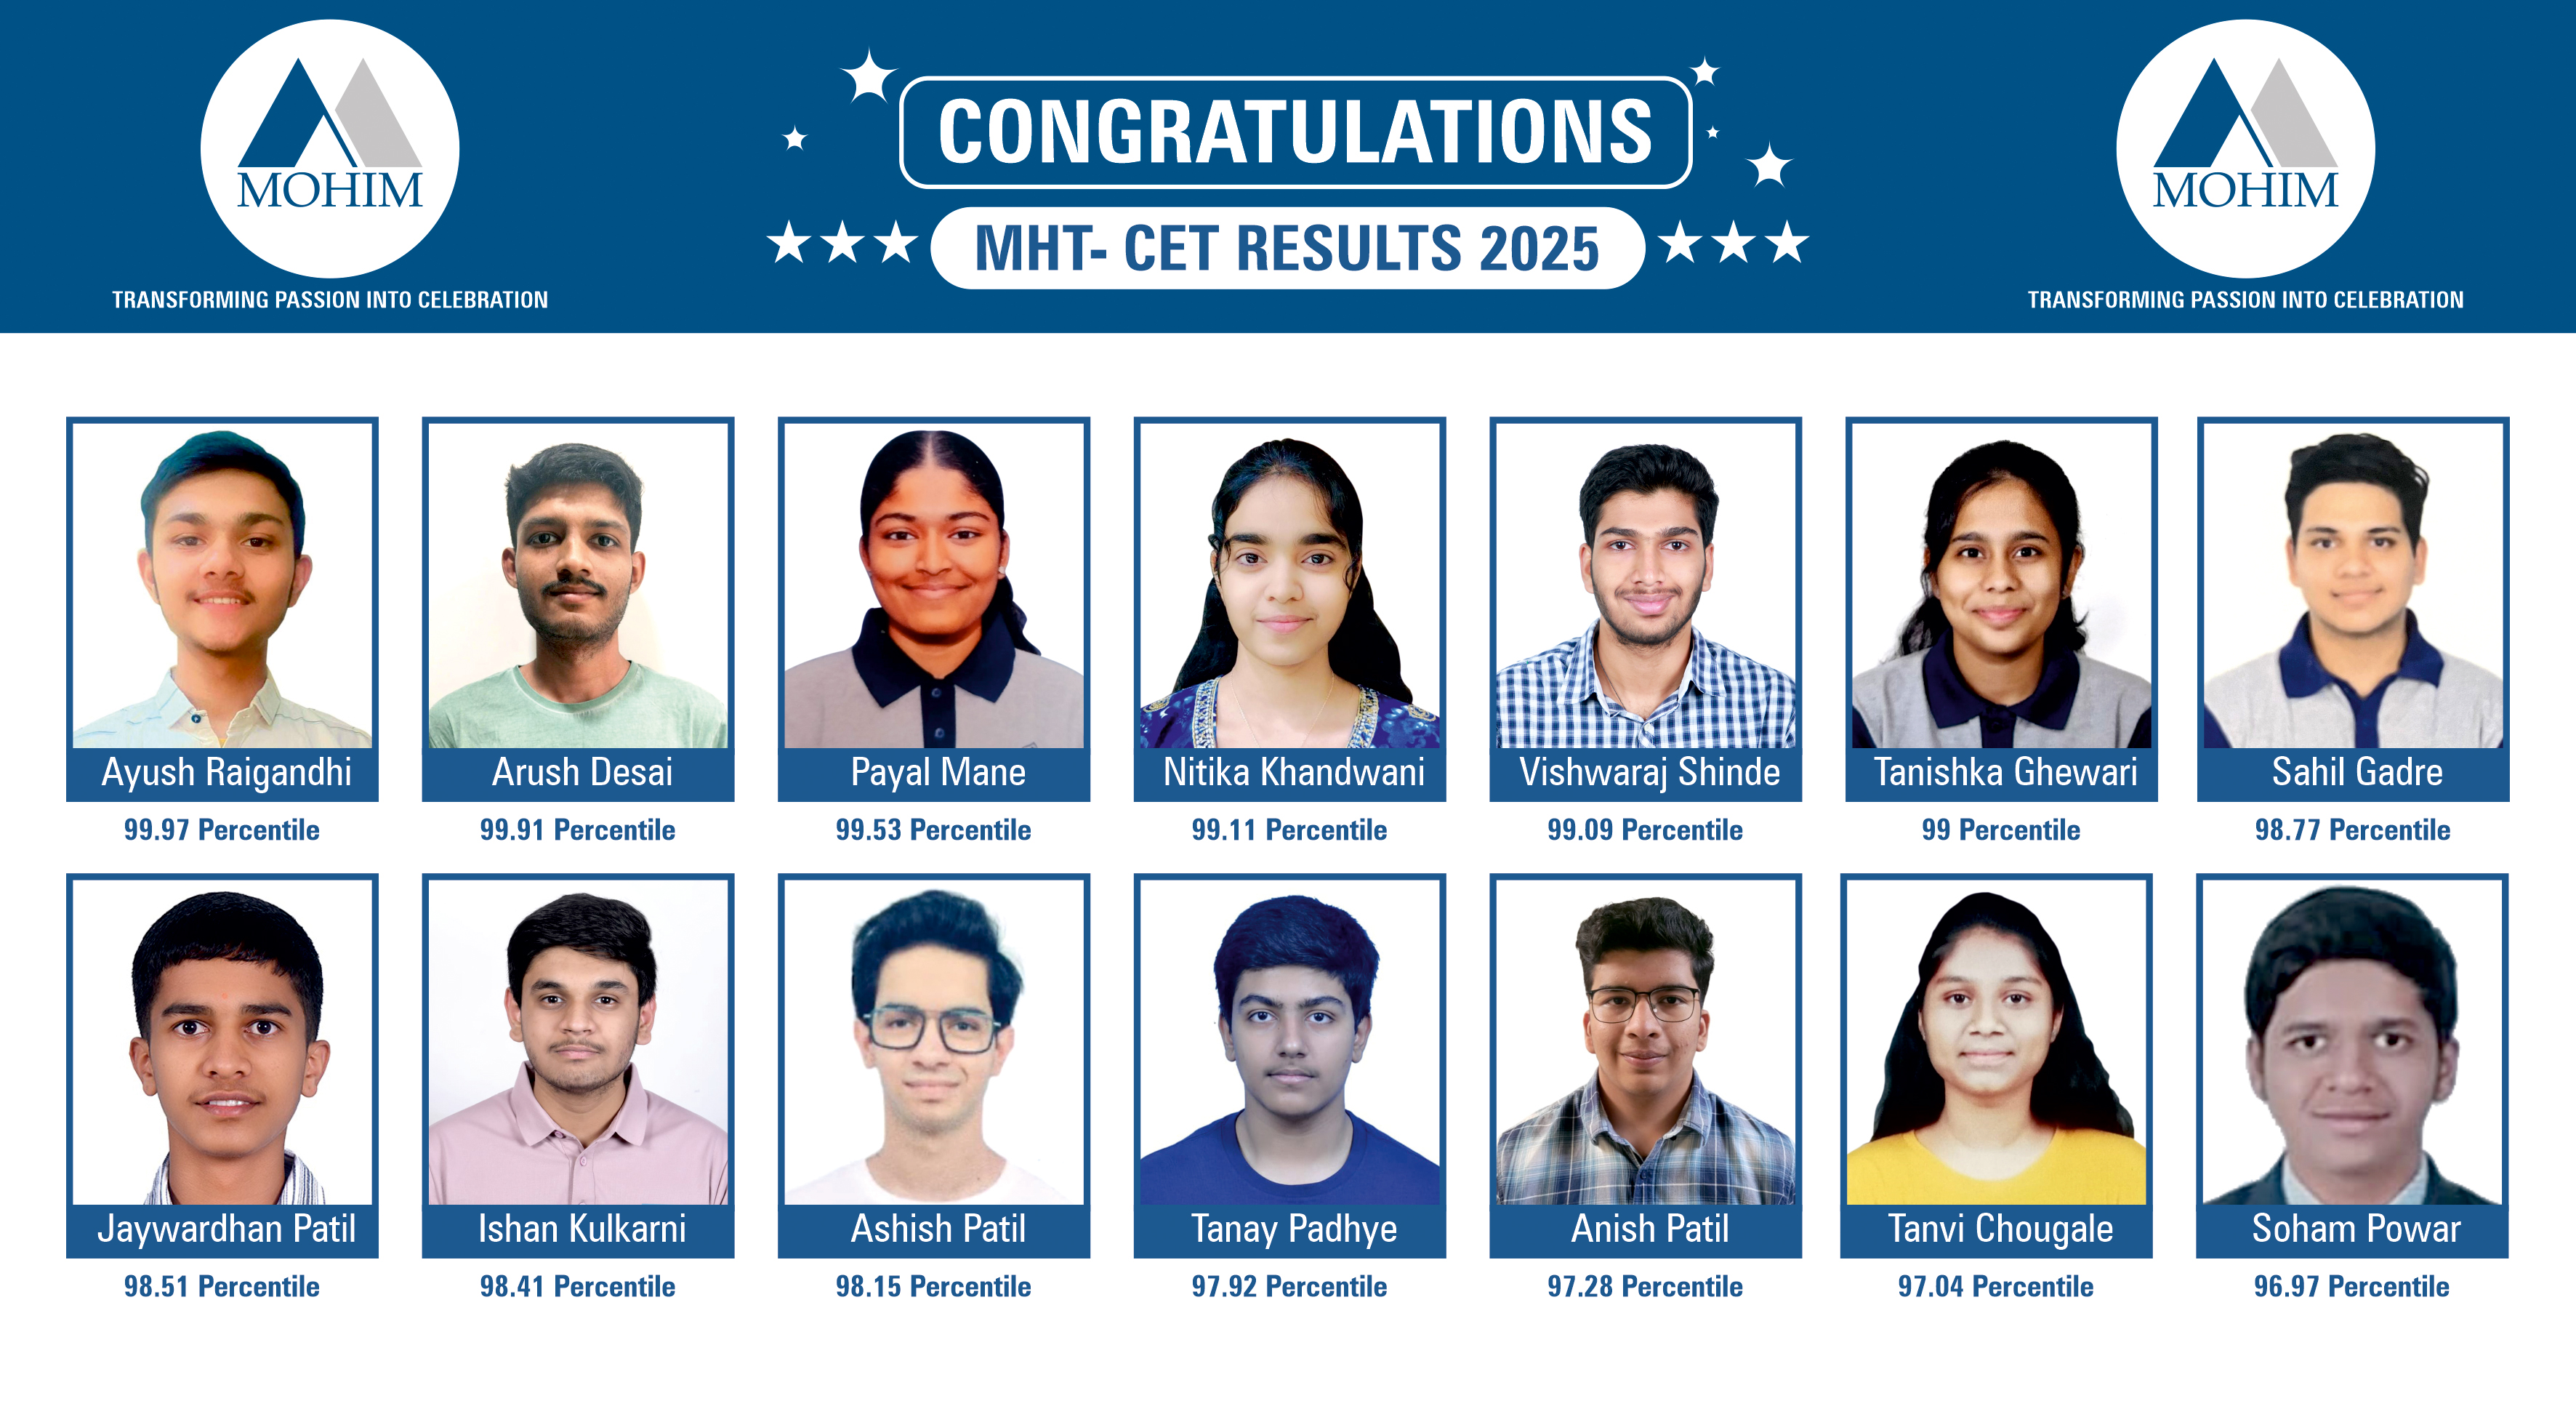 MOHIM
TRANSFORMING PASSION INTO CELEBRATION
CONGRATULATIONS
MHT- CET RESULTS 2025
MOHIM
TRANSFORMING PASSION INTO CELEBRATION
Ayush Raigandhi
99.97 Percentile
Arush Desai
99.91 Percentile
Payal Mane
99.53 Percentile
Nitika Khandwani
99.11 Percentile
Vishwaraj Shinde
99.09 Percentile
Tanishka Ghewari
99 Percentile
Sahil Gadre
98.77 Percentile
Jaywardhan Patil
98.51 Percentile
Ishan Kulkarni
98.41 Percentile
Ashish Patil
98.15 Percentile
Tanay Padhye
97.92 Percentile
Anish Patil
97.28 Percentile
Tanvi Chougale
97.04 Percentile
Soham Powar
96.97 Percentile